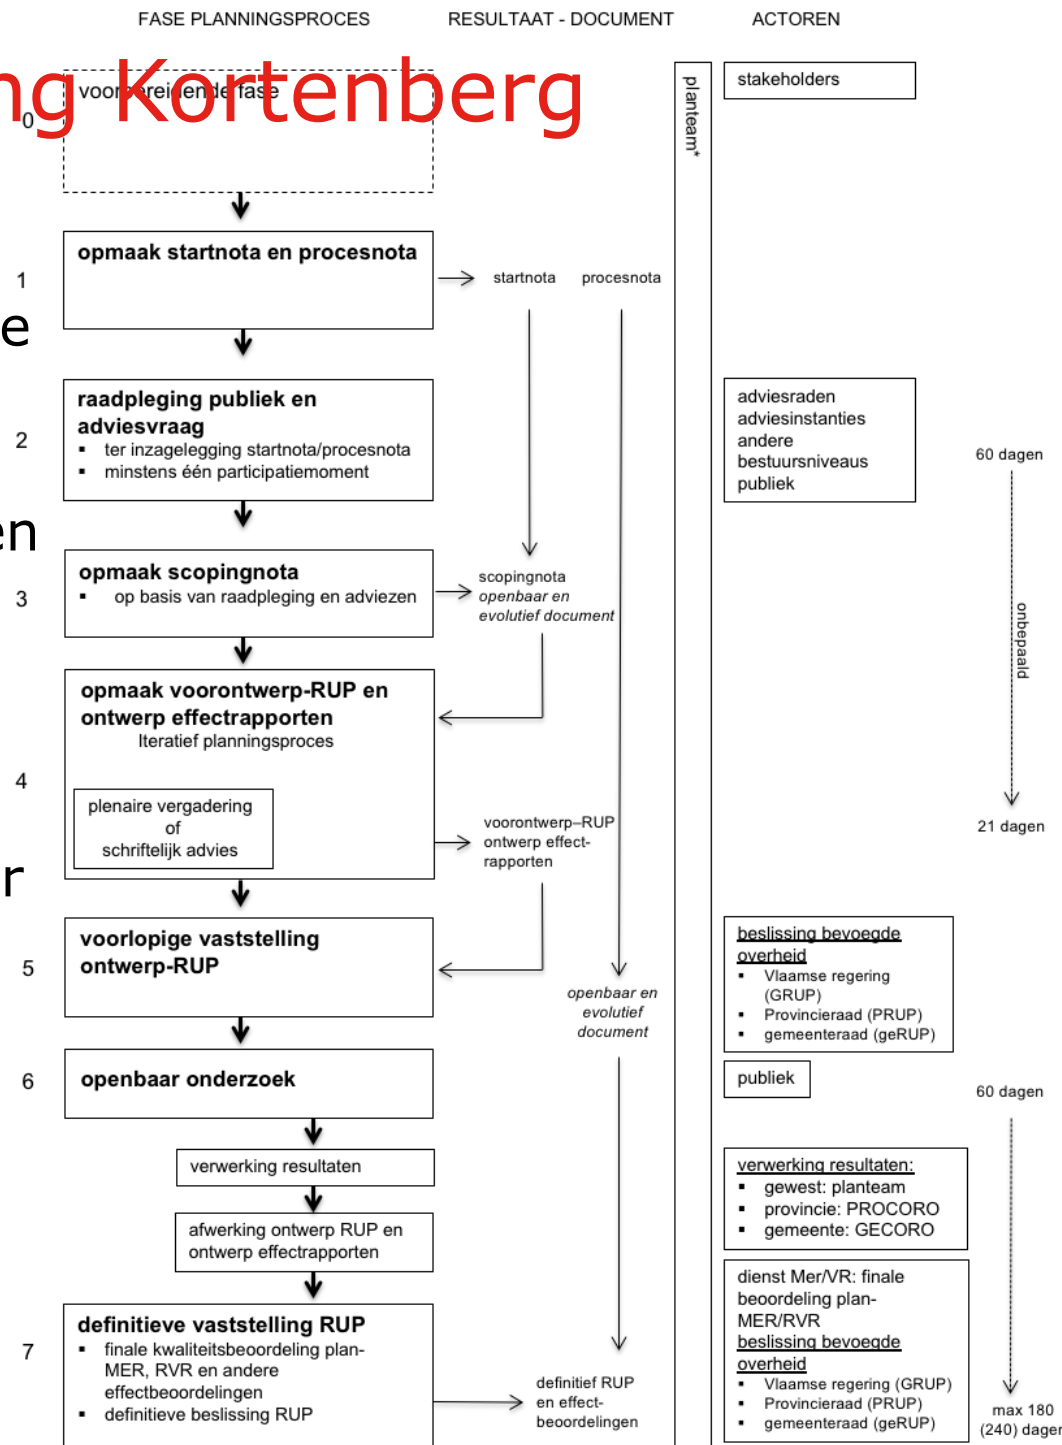 FASE PLANNINGSPROCES
RESULTAAT - DOCUMENT
ACTOREN
ng Kortenberg
voorbereidende fase
0
planteam*
stakeholders
opmaak startnota en procesnota
1
startnota
procesnota
e
raadpleging publiek en
adviesvraag
▪ ter inzagelegging startnota/procesnota
▪ minstens één participatiemoment
2
adviesraden
adviesinstanties
andere
bestuursniveaus
publiek
60 dagen
en
opmaak scopingnota
▪ op basis van raadpleging en adviezen
3
scopingnota
openbaar en
evolutief document
onbepaald
opmaak voorontwerp-RUP en
ontwerp effectrapporten
Iteratief planningsproces
4
plenaire vergadering
of
schriftelijk advies
voorontwerp–RUP
ontwerp effect-
rapporten
21 dagen
r
voorlopige vaststelling
ontwerp-RUP
5
openbaar en
evolutief
document
beslissing bevoegde
overheid
▪ Vlaamse regering
(GRUP)
▪ Provincieraad (PRUP)
▪ gemeenteraad (geRUP)
6
openbaar onderzoek
publiek
60 dagen
verwerking resultaten
verwerking resultaten:
▪ gewest: planteam
▪ provincie: PROCORO
▪ gemeente: GECORO
afwerking ontwerp RUP en
ontwerp effectrapporten
definitieve vaststelling RUP
▪ finale kwaliteitsbeoordeling plan-
MER, RVR en andere
effectbeoordelingen
▪ definitieve beslissing RUP
7
definitief RUP
en effect-
beoordelingen
dienst Mer/VR: finale
beoordeling plan-
MER/RVR
beslissing bevoegde
overheid
▪ Vlaamse regering (GRUP)
▪ Provincieraad (PRUP)
▪ gemeenteraad (geRUP)
max 180
(240) dagen